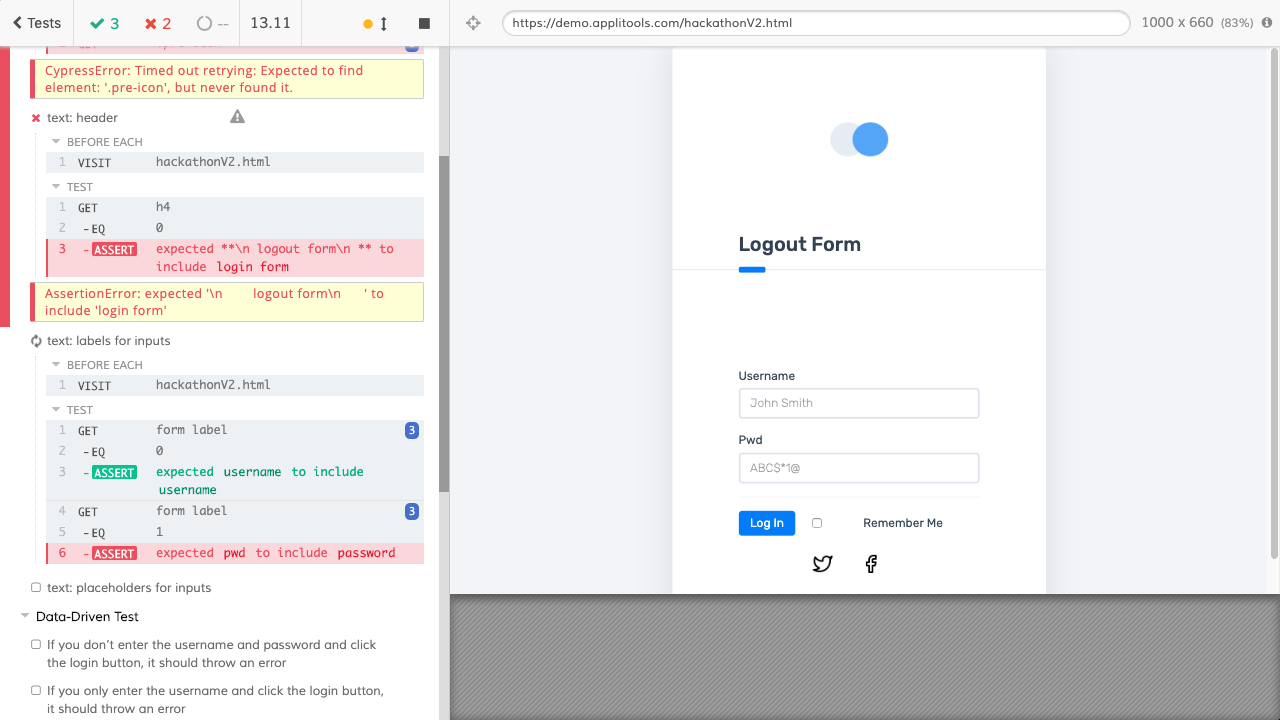 Tests
3
2
--
13.11
https://demo.applitools.com/hackathonV2.html
1000 x 660 (83%)
CypressError: Timed out retrying: Expected to find
element: '.pre-icon', but never found it.
text: header
BEFORE EACH
1 VISIT hackathonV2.html
TEST
1 GET h4
2 - EQ 0
3 - ASSERT expected **\n logout form\n ** to
include login form
AssertionError: expected '\n logout form\n ' to
include 'login form'
text: labels for inputs
BEFORE EACH
1 VISIT hackathonV2.html
TEST
1 GET form label 3
2 - EQ 0
3 - ASSERT expected username to include
username
4 GET form label 3
5 - EQ 1
6 - ASSERT expected pwd to include password
text: placeholders for inputs
Data-Driven Test
If you don't enter the username and password and click
the login button, it should throw an error
If you only enter the username and click the login button,
it should throw an error
Logout Form
Username
John Smith
Pwd
ABC$*1@
Log In
Remember Me